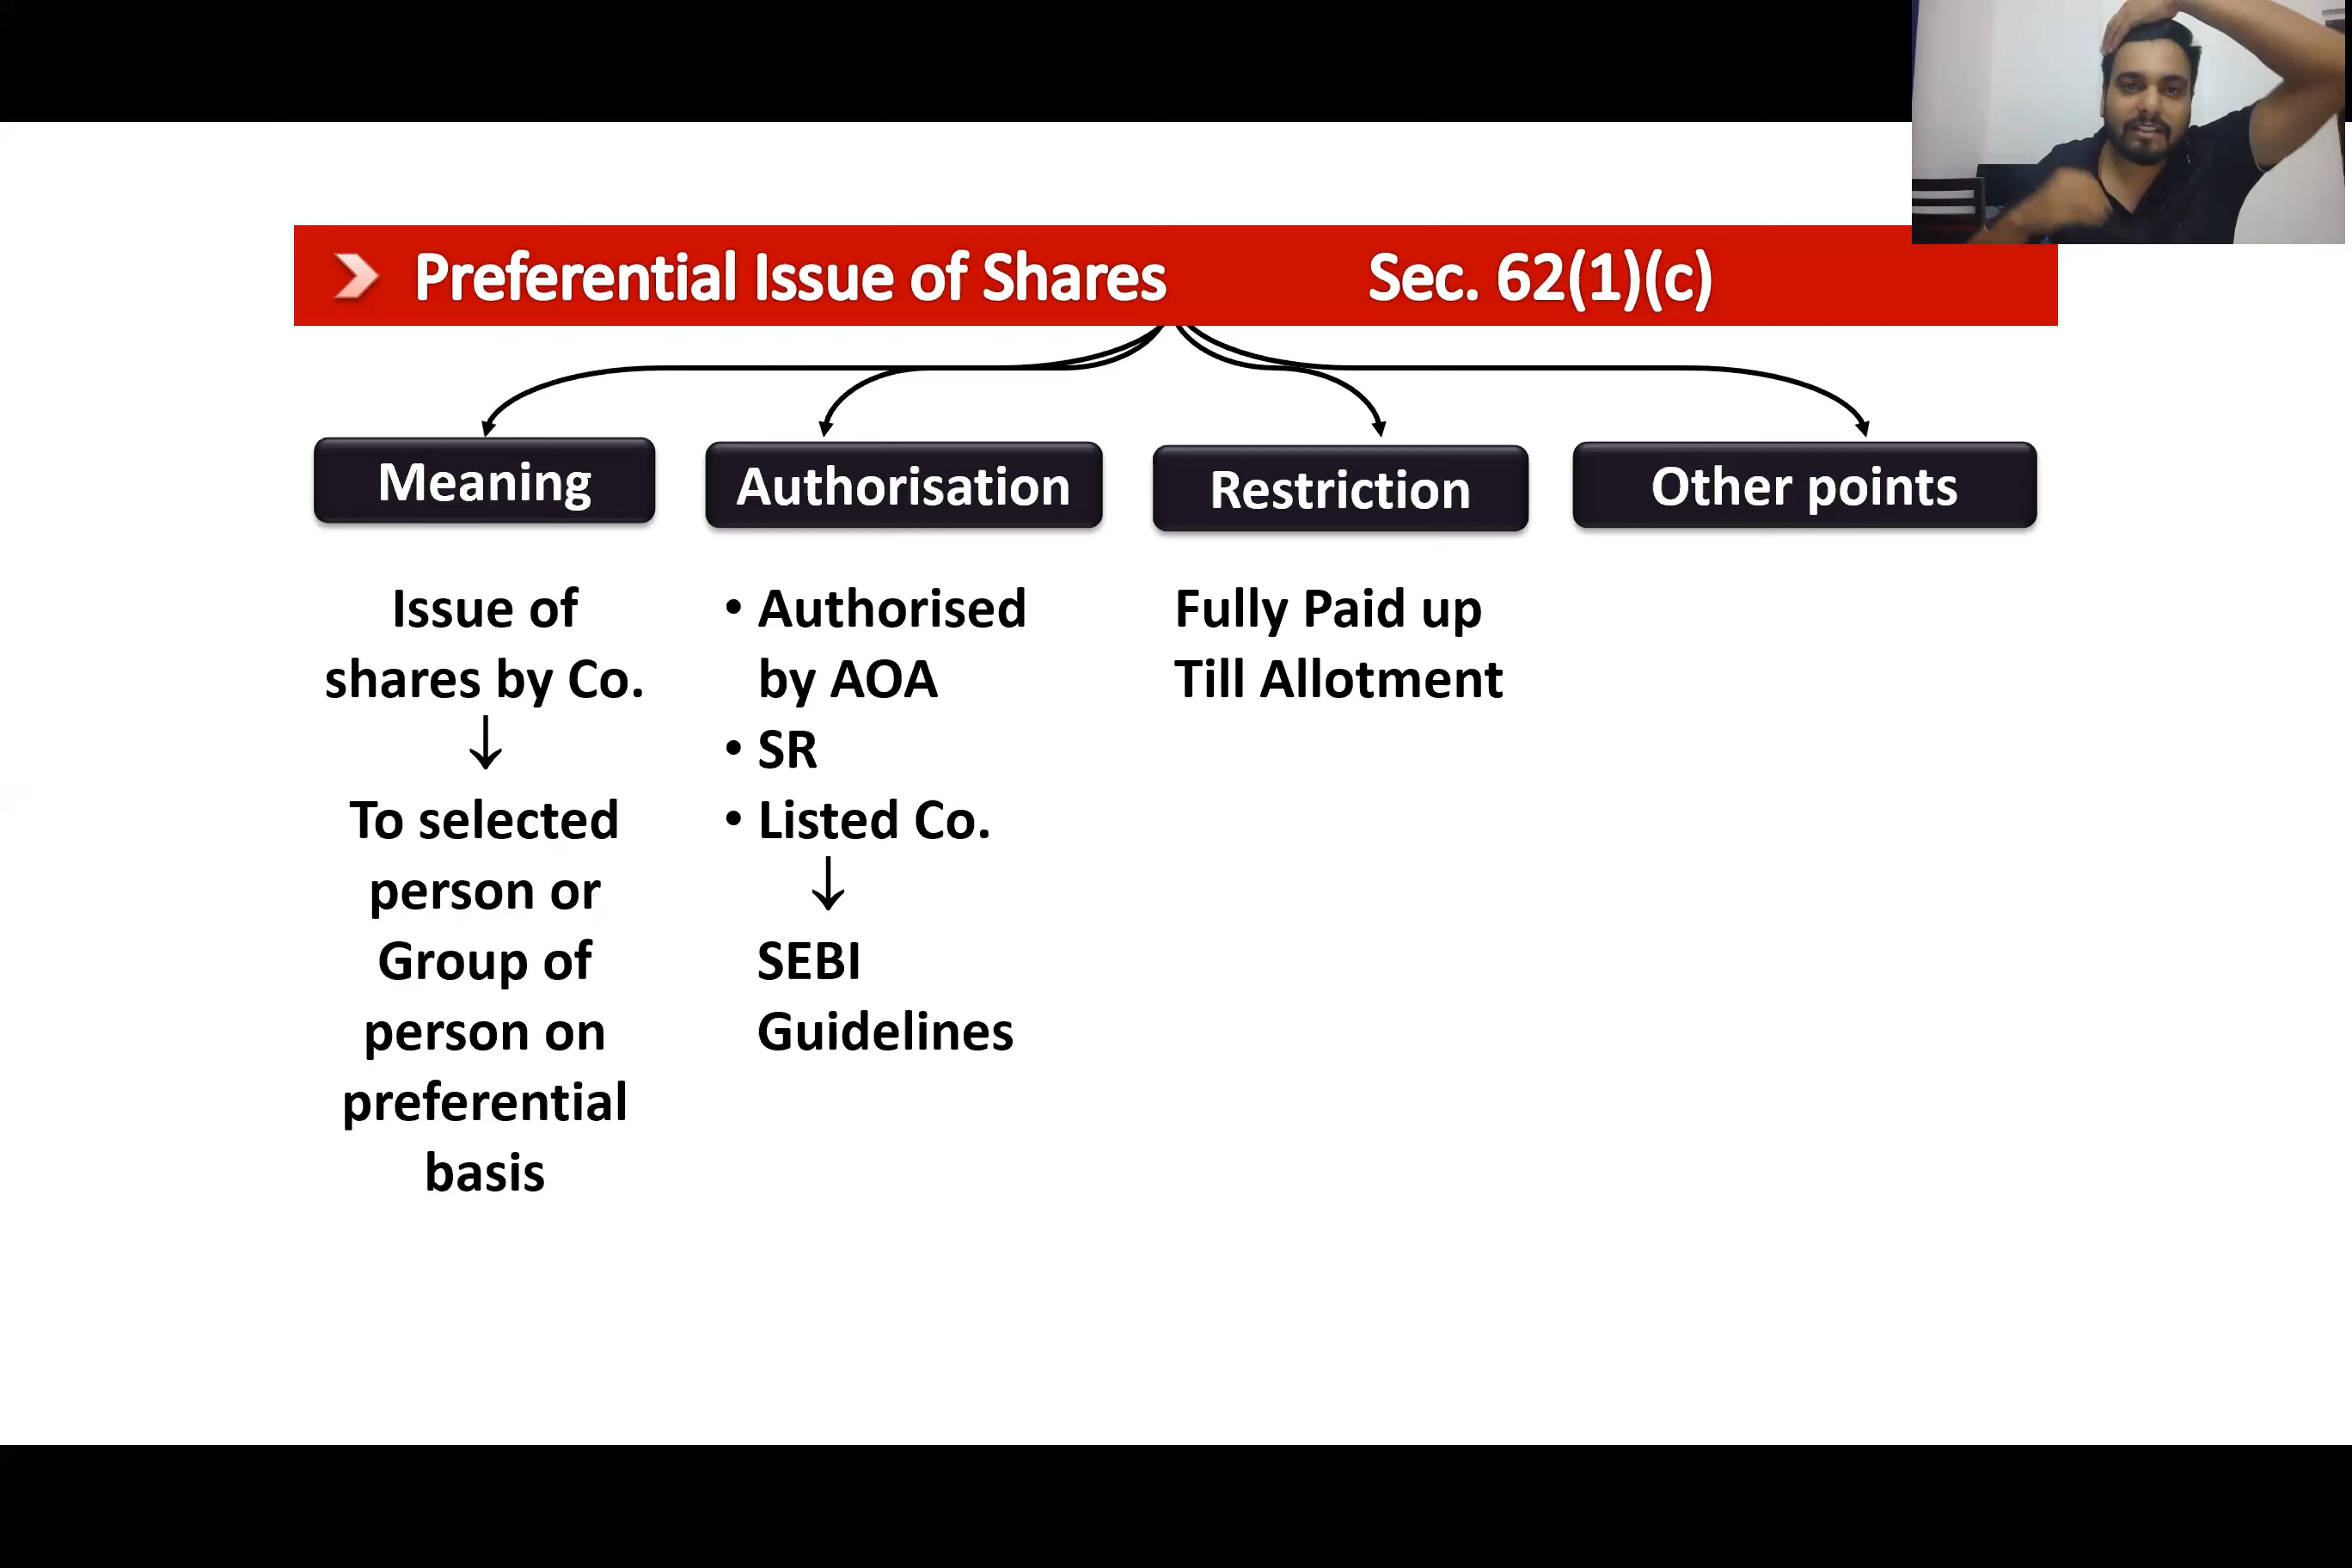 Preferential Issue of Shares Sec. 62(1)(c)
Meaning
Issue of
shares by Co.
↓
To selected
person or
Group of
person on
preferential
basis
Authorisation
• Authorised
by AOA
• SR
• Listed Co.
↓
SEBI
Guidelines
Restriction
Fully Paid up
Till Allotment
Other points